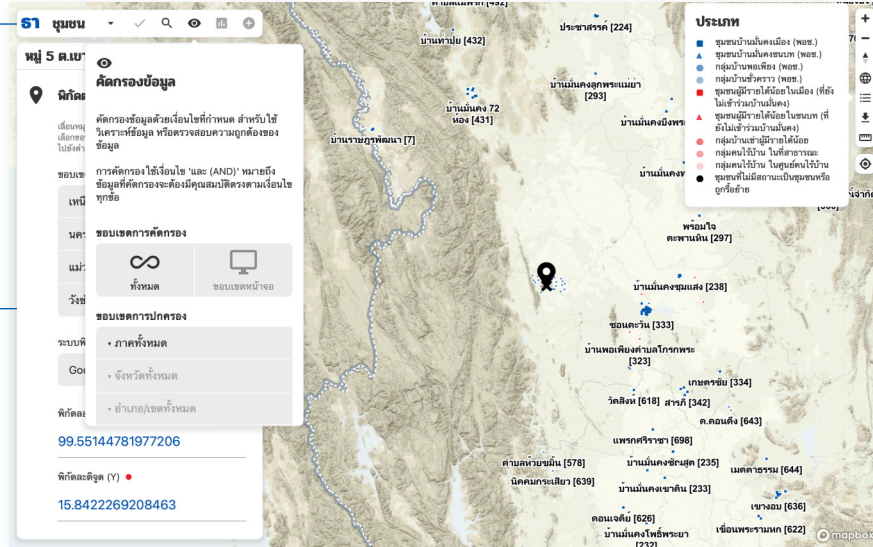 ธา ชุมชน
หมู่ 5 ต.เขา
พิกัด
ขอบเขต
เหนื
นคร
แม่ว
ระบบพิ
Goo
พิกัดลอ
99.55144781977206
พิกัดละติจูด (Y)
15.8422269208463
คัดกรองข้อมูล
คัดกรองข้อมูลด้วยเงื่อนไขที่กำหนด สำหรับใช้
วิเคราะห์ข้อมูล หรือตรวจสอบความถูกต้องของ
ข้อมูล
การคัดกรองใช้เงื่อนไข 'และ (AND)' หมายถึง
ข้อมูลที่คัดกรองจะต้องมีคุณสมบัติตรงตามเงื่อนไข
ทุกข้อ
ขอบเขตการคัดกรอง
ทั้งหมด
ขอบเขตหน้าจอ
ขอบเขตการปกครอง
ภาคทั้งหมด
จังหวัดทั้งหมด
อำเภอ/เขตทั้งหมด
ตำบลแม่พริก [492]
บ้านท่าปุย [432]
ประชาสรรค์ [224]
บ้านมั่นคงลูกพระแม่ย่า
[293]
บ้านมั่นคง 72
ห้อง [431]
บ้านมั่นคงบึงพระ
บ้านราษฎรพัฒนา [7]
พร้อมใจ
ตะพานหิน [297]
บ้านมั่นคงชุมแสง [238]
ซอนตะวัน [333]
บ้านพอเพียงตำบลโกรกพระ
[323]
เกษตรชัย [334]
วัดสิงห [618]
สารภี [342]
ต.ดอนดึง [643]
แพรกศรีราชา [698]
ตำบลห้วยขมิ้น [578]
บ้านมั่นคงชัณสูต [235]
เมตตาธรรม [644]
นิคมกระเสียว [639]
บ้านมั่นคงเขาดิน [233]
เขางอบ [636]
ดอนเจดีย์ [626]
เขื่อนพระรามหก [622]
บ้านมั่นคงโพธิ์พระยา
[232]
ประเภท
ชุมชนบ้านมั่นคงเมือง (พอช.)
ชุมชนบ้านมั่นคงชนบท (พอช.)
กลุ่มบ้านพอเพียง (พอช.)
กลุ่มบ้านชั่วคราว (พอช.)
ชุมชนผู้มีรายได้น้อยในเมือง (ที่ยัง
ไม่เข้าร่วมบ้านมั่นคง)
ชุมชนผู้มีรายได้น้อยในชนบท (ที่
ยังไม่เข้าร่วมบ้านมั่นคง)
กลุ่มบ้านเช่าผู้มีรายได้น้อย
กลุ่มคนไร้บ้าน ในที่สาธารณะ
กลุ่มคนไร้บ้าน ในศูนย์คนไร้บ้าน
ชุมชนที่ไม่มีสถานะเป็นชุมชนหรือ
ถูกรื้อย้าย
mapbox